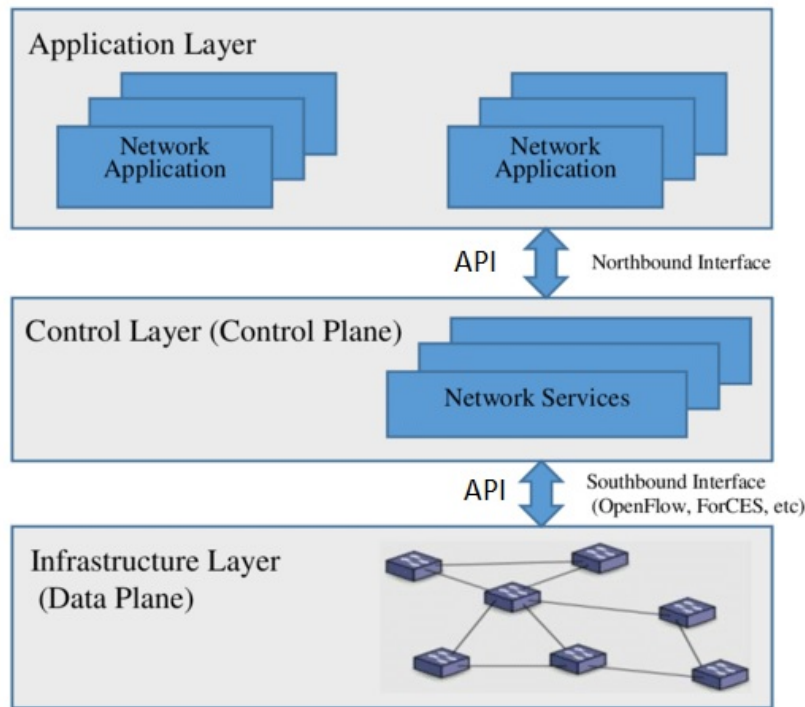 Application Layer
Network
Application
Network
Application
API
Northbound Interface
Control Layer (Control Plane)
Network Services
API
Southbound Interface
(OpenFlow, ForCES, etc)
Infrastructure Layer
(Data Plane)